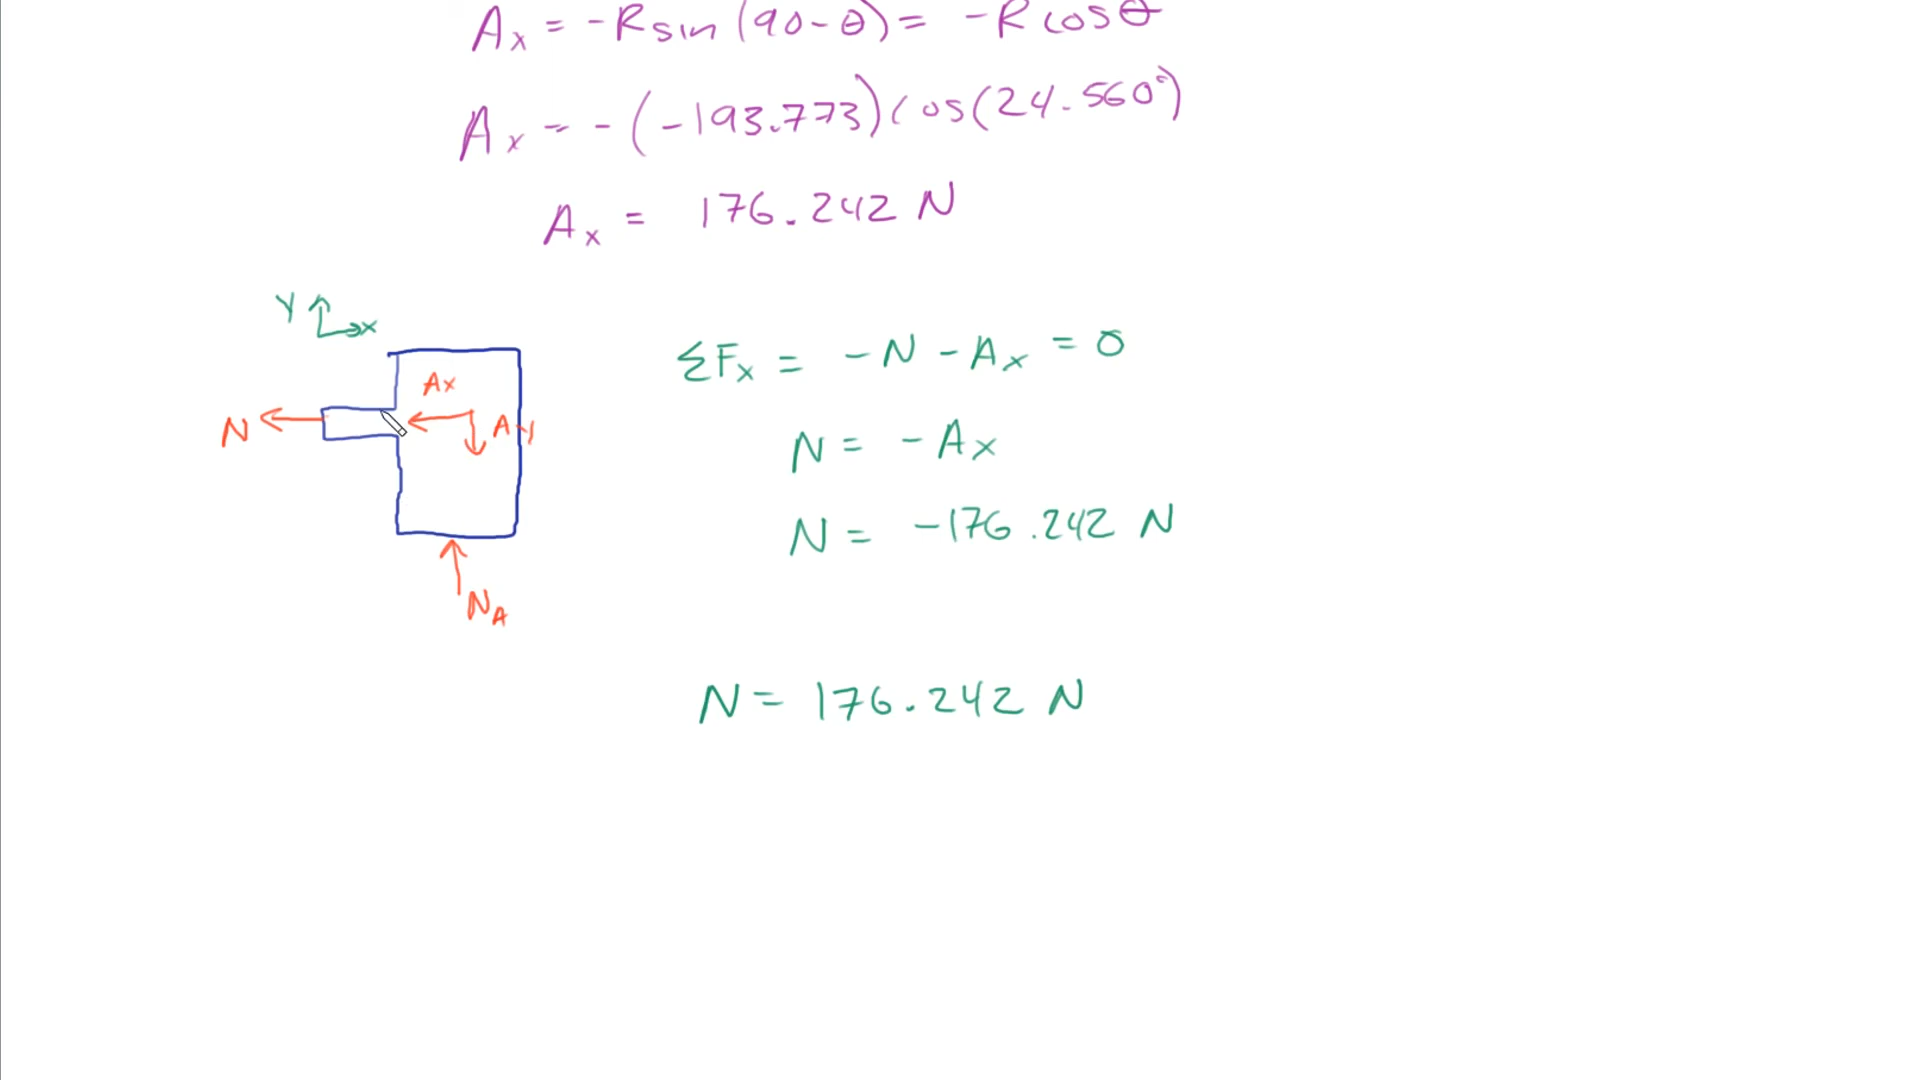 Ax = -Rsin(90-θ) = -Rcosθ
Ax = -(-193.773)cos(24.560°)
Ax = 176.242 N
Y
x
ΣFx = -N - Ax = 0
Ax
N
Ay
N = -Ax
N = -176.242 N
NA
N = 176.242 N